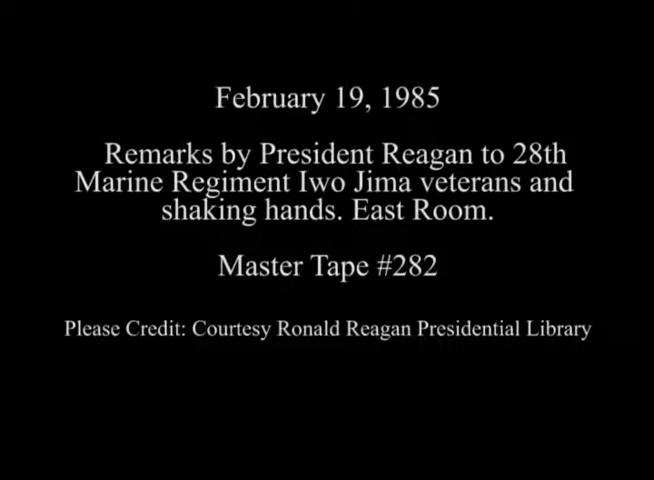 February 19, 1985
Remarks by President Reagan to 28th
Marine Regiment Iwo Jima veterans and
shaking hands. East Room.
Master Tape #282
Please Credit: Courtesy Ronald Reagan Presidential Library